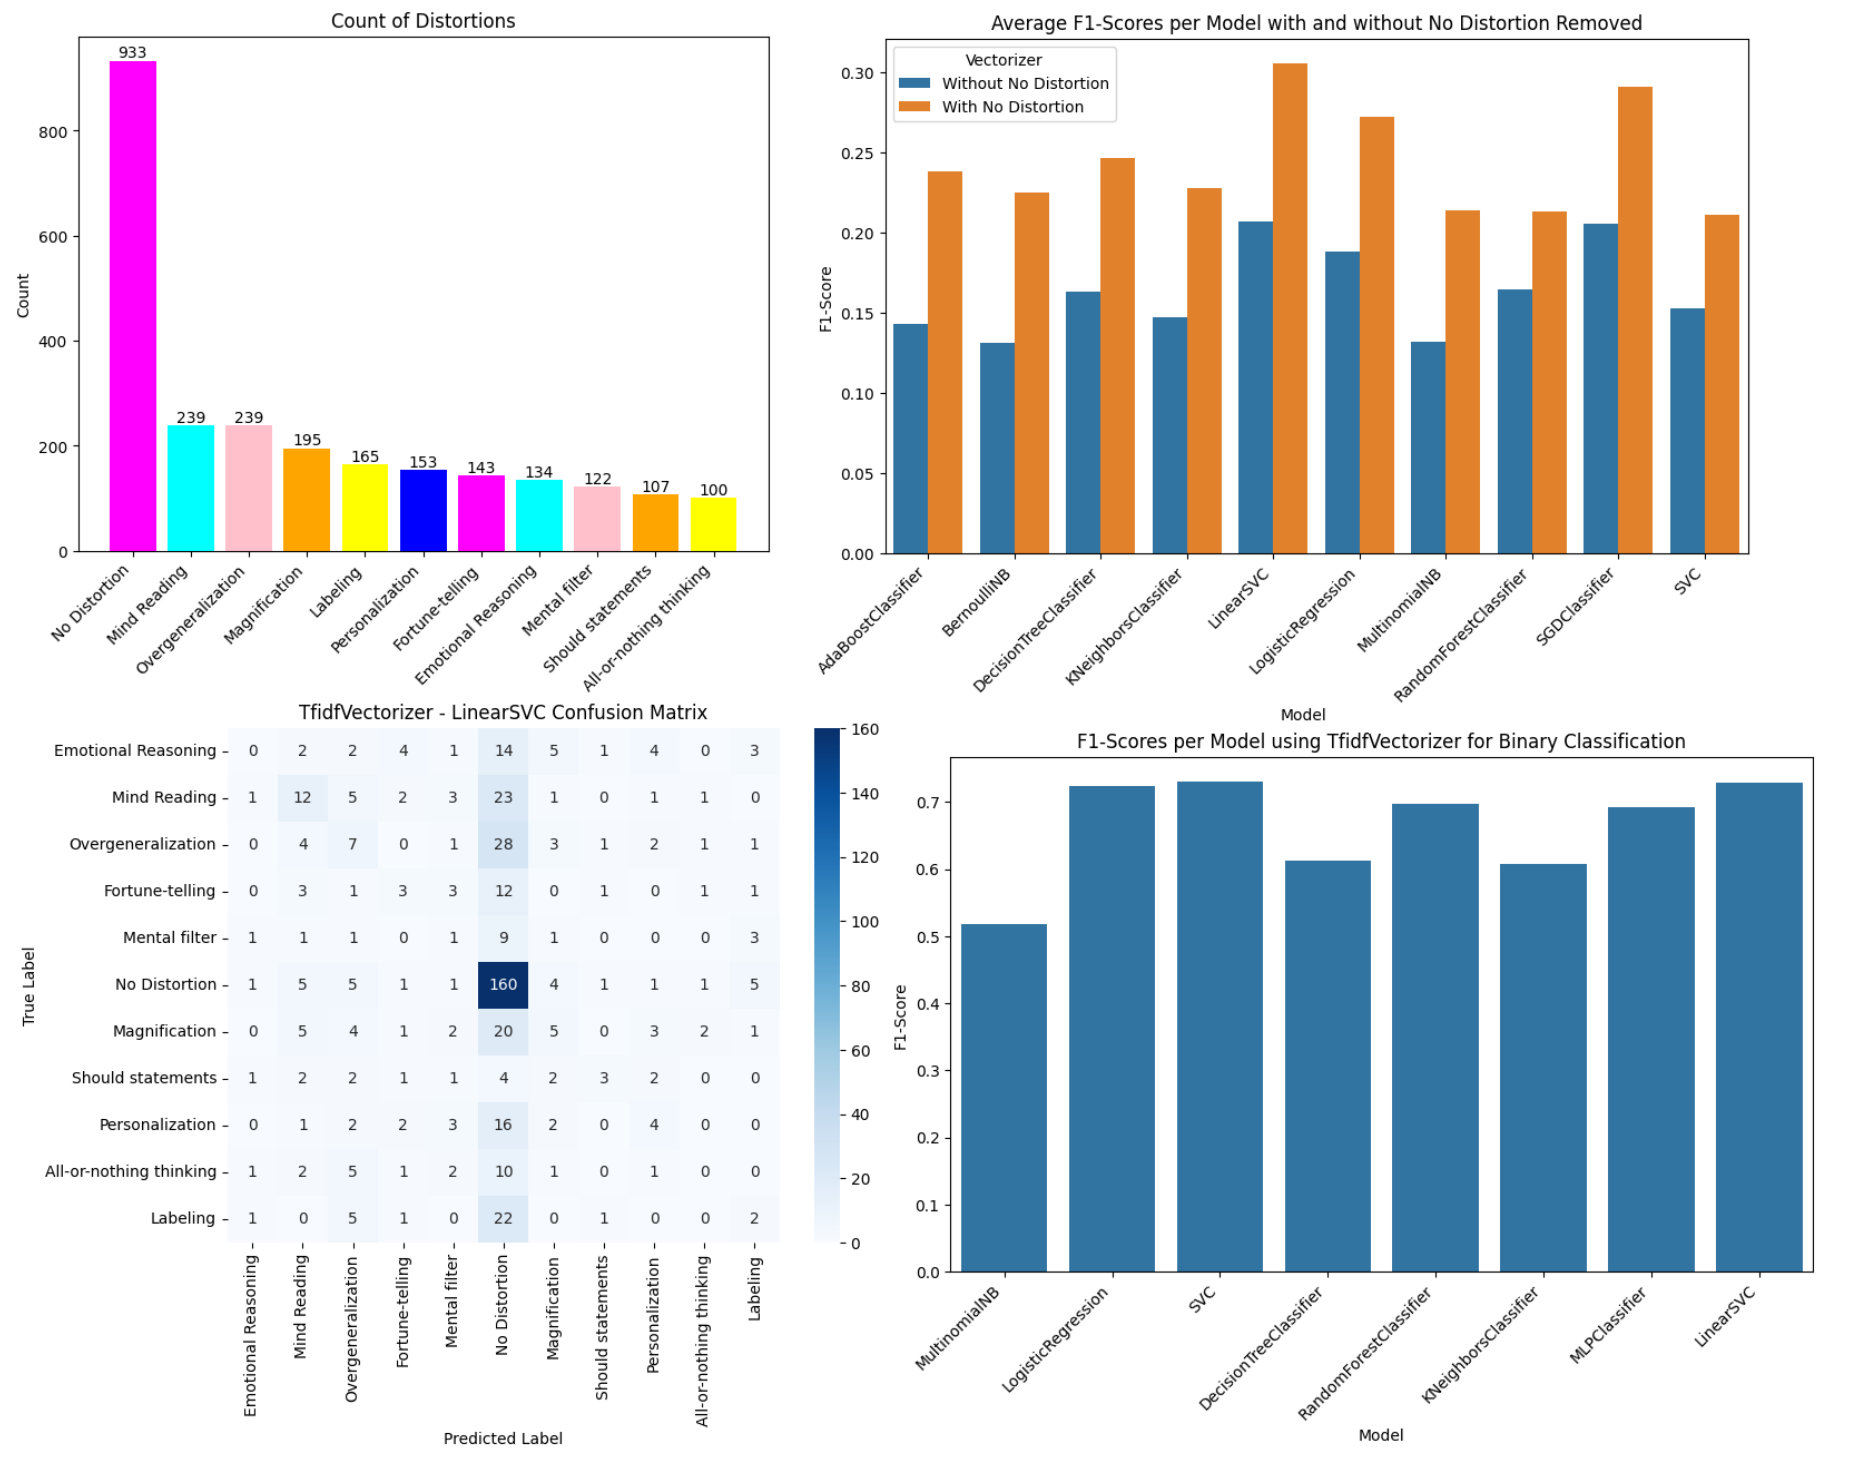 Count of Distortions
933
239
239
195
165
153
143
134
122
107
100
800
600
400
200
0
Count
No Distortion
Mind Reading
Overgeneralization
Magnification
Labeling
Personalization
Fortune-telling
Emotional Reasoning
Mental filter
Should statements
All-or-nothing thinking
Average F1-Scores per Model with and without No Distortion Removed
Vectorizer
Without No Distortion
With No Distortion
0.30
0.25
0.20
0.15
0.10
0.05
0.00
F1-Score
AdaBoostClassifier
BernoulliNB
DecisionTreeClassifier
KNeighborsClassifier
LinearSVC
LogisticRegression
MultinomialNB
RandomForestClassifier
SGDClassifier
SVC
Model
TfidfVectorizer - LinearSVC Confusion Matrix
True Label
Emotional Reasoning 0 2 2 4 1 14 5 1 4 0 3
Mind Reading 1 12 5 2 3 23 1 0 1 1 0
Overgeneralization 0 4 7 0 1 28 3 1 2 1 1
Fortune-telling 0 3 1 3 3 12 0 1 0 1 1
Mental filter 1 1 1 0 1 9 1 0 0 0 3
No Distortion 1 5 5 1 1 160 4 1 1 1 5
Magnification 0 5 4 1 2 20 5 0 3 2 1
Should statements 1 2 2 1 1 4 2 3 2 0 0
Personalization 0 1 2 2 3 16 2 0 4 0 0
All-or-nothing thinking 1 2 5 1 2 10 1 0 1 0 0
Labeling 1 0 5 1 0 22 0 1 0 0 2
Emotional Reasoning
Mind Reading
Overgeneralization
Fortune-telling
Mental filter
No Distortion
Magnification
Should statements
Personalization
All-or-nothing thinking
Labeling
Predicted Label
160
140
120
100
80
60
40
20
0
F1-Scores per Model using TfidfVectorizer for Binary Classification
0.7
0.6
0.5
0.4
0.3
0.2
0.1
0.0
F1-Score
MultinomialNB
LogisticRegression
SVC
DecisionTreeClassifier
RandomForestClassifier
KNeighborsClassifier
MLPClassifier
LinearSVC
Model